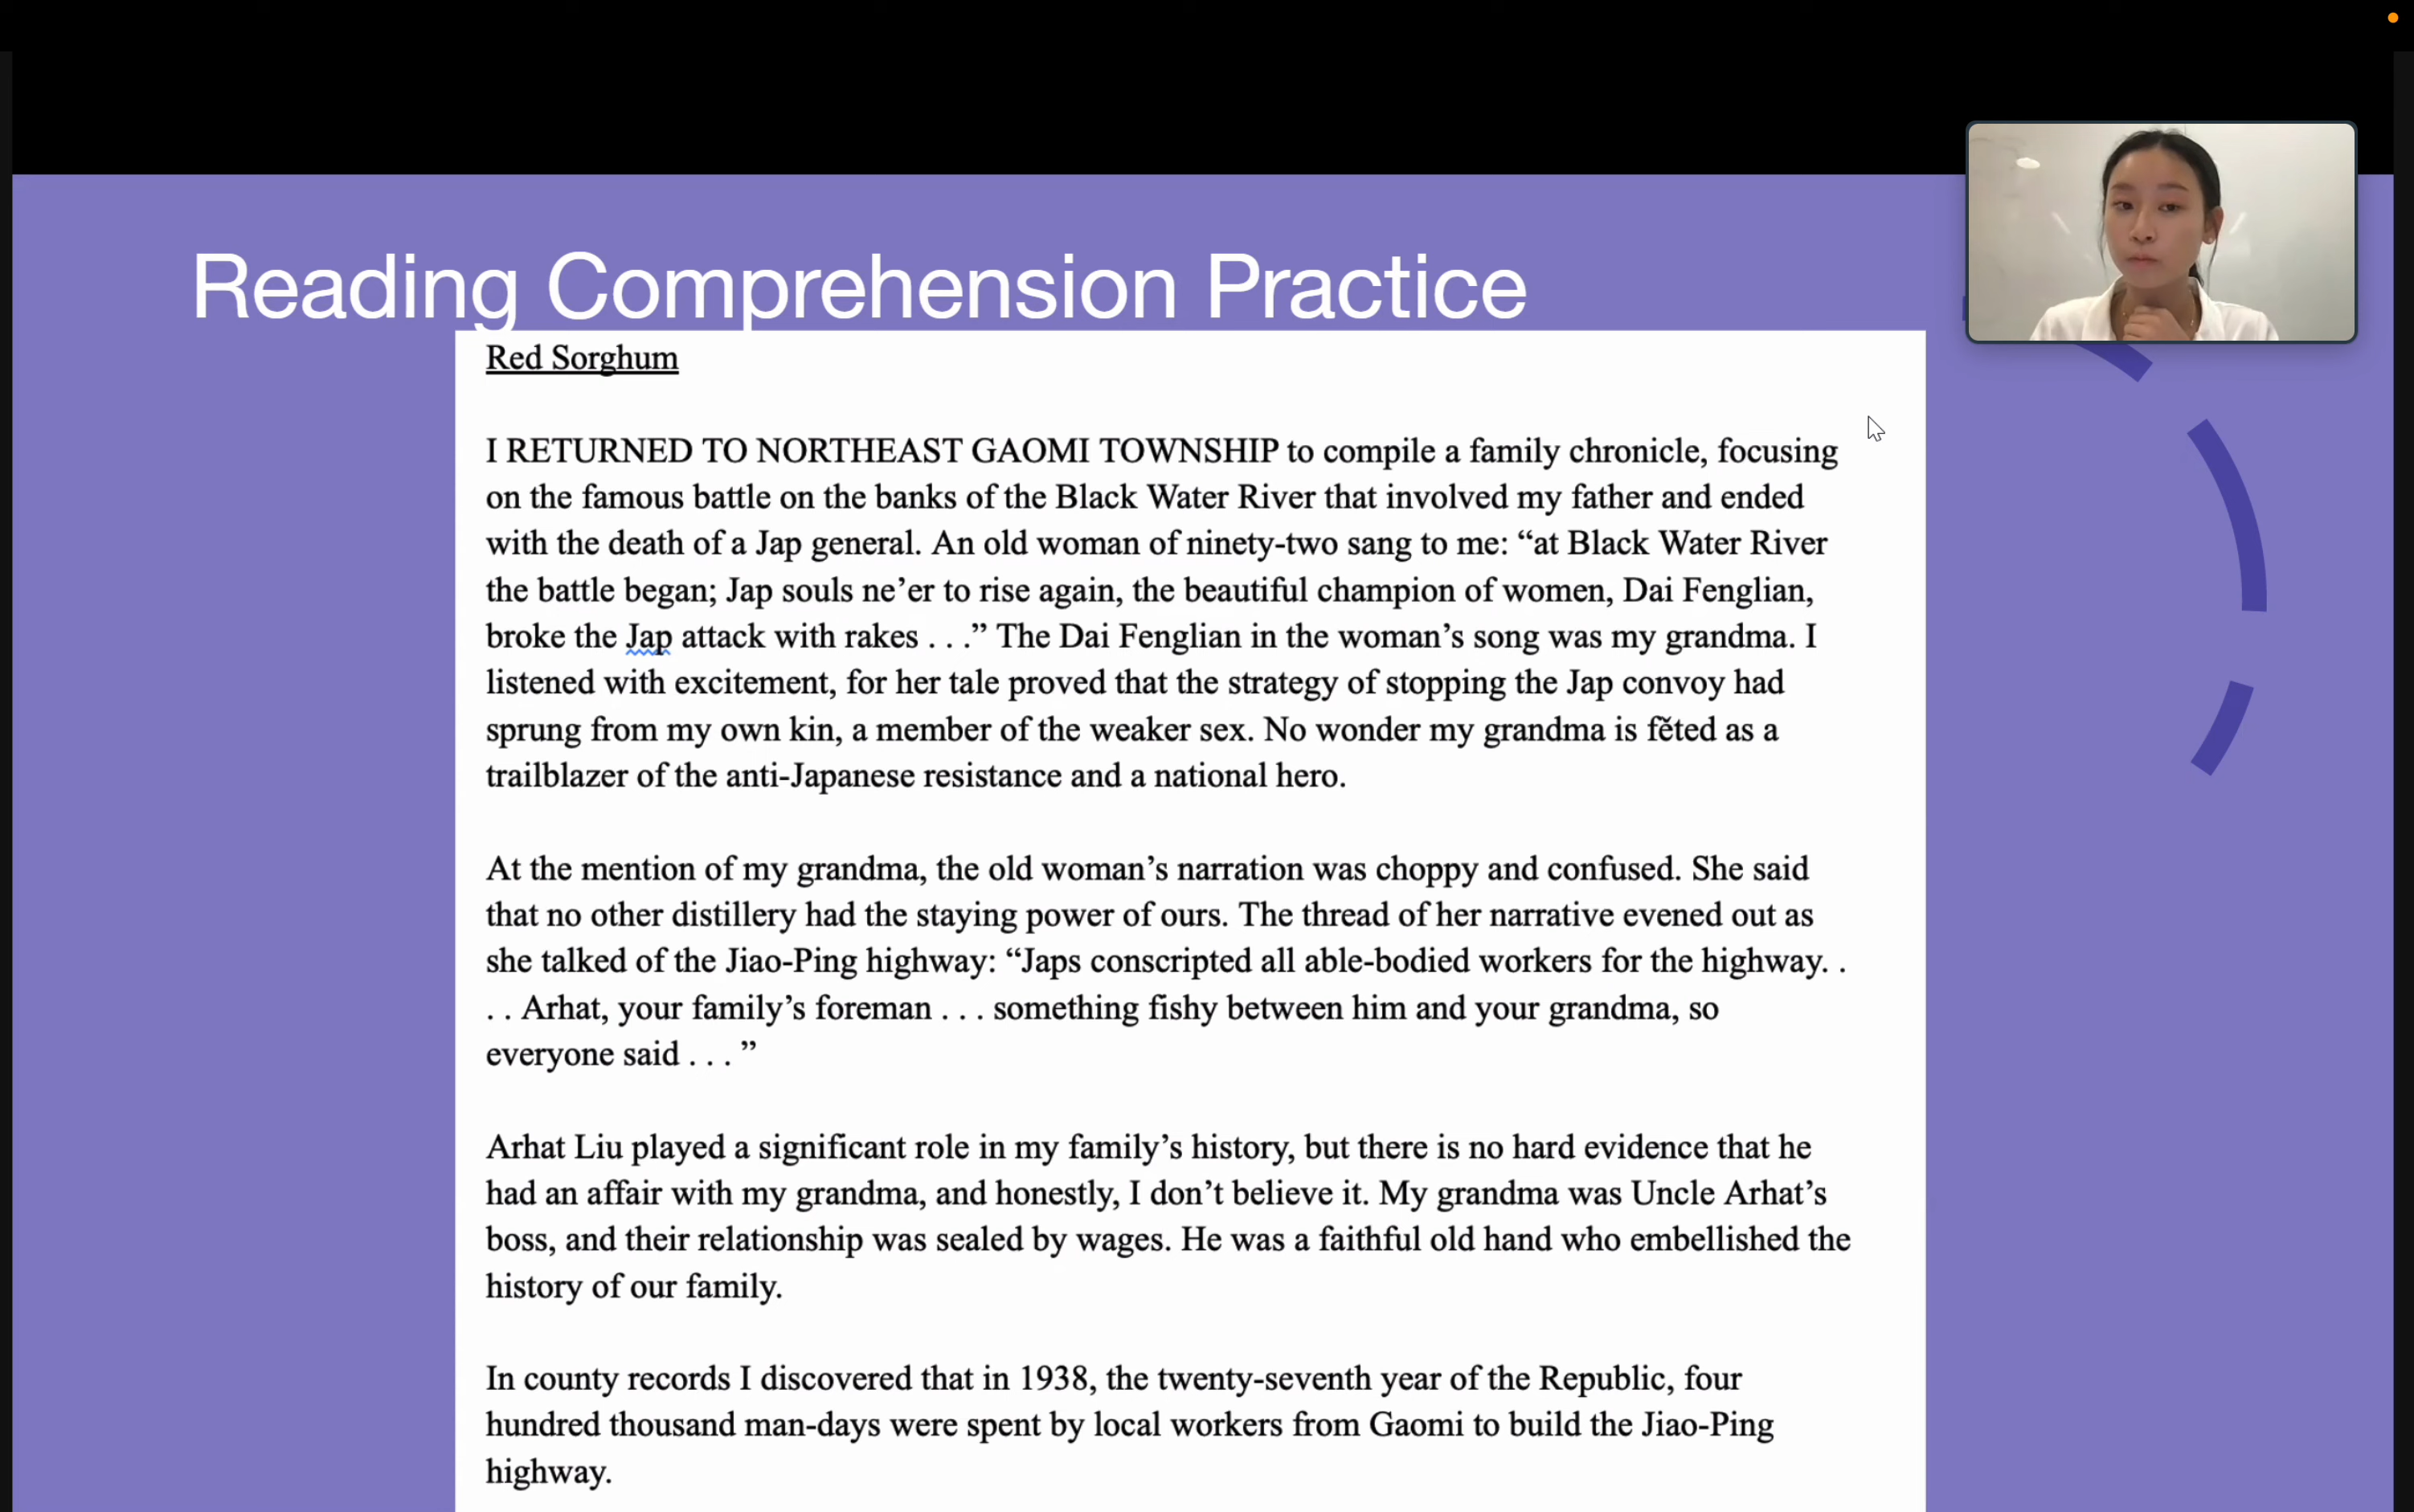 Reading Comprehension Practice
Red Sorghum
I RETURNED TO NORTHEAST GAOMI TOWNSHIP to compile a family chronicle, focusing
on the famous battle on the banks of the Black Water River that involved my father and ended
with the death of a Jap general. An old woman of ninety-two sang to me: “at Black Water River
the battle began; Jap souls ne’er to rise again, the beautiful champion of women, Dai Fenglian,
broke the Jap attack with rakes . . .” The Dai Fenglian in the woman’s song was my grandma. I
listened with excitement, for her tale proved that the strategy of stopping the Jap convoy had
sprung from my own kin, a member of the weaker sex. No wonder my grandma is fěted as a
trailblazer of the anti-Japanese resistance and a national hero.
At the mention of my grandma, the old woman’s narration was choppy and confused. She said
that no other distillery had the staying power of ours. The thread of her narrative evened out as
she talked of the Jiao-Ping highway: “Japs conscripted all able-bodied workers for the highway. .
. . Arhat, your family’s foreman . . . something fishy between him and your grandma, so
everyone said . . . ”
Arhat Liu played a significant role in my family’s history, but there is no hard evidence that he
had an affair with my grandma, and honestly, I don’t believe it. My grandma was Uncle Arhat’s
boss, and their relationship was sealed by wages. He was a faithful old hand who embellished the
history of our family.
In county records I discovered that in 1938, the twenty-seventh year of the Republic, four
hundred thousand man-days were spent by local workers from Gaomi to build the Jiao-Ping
highway.